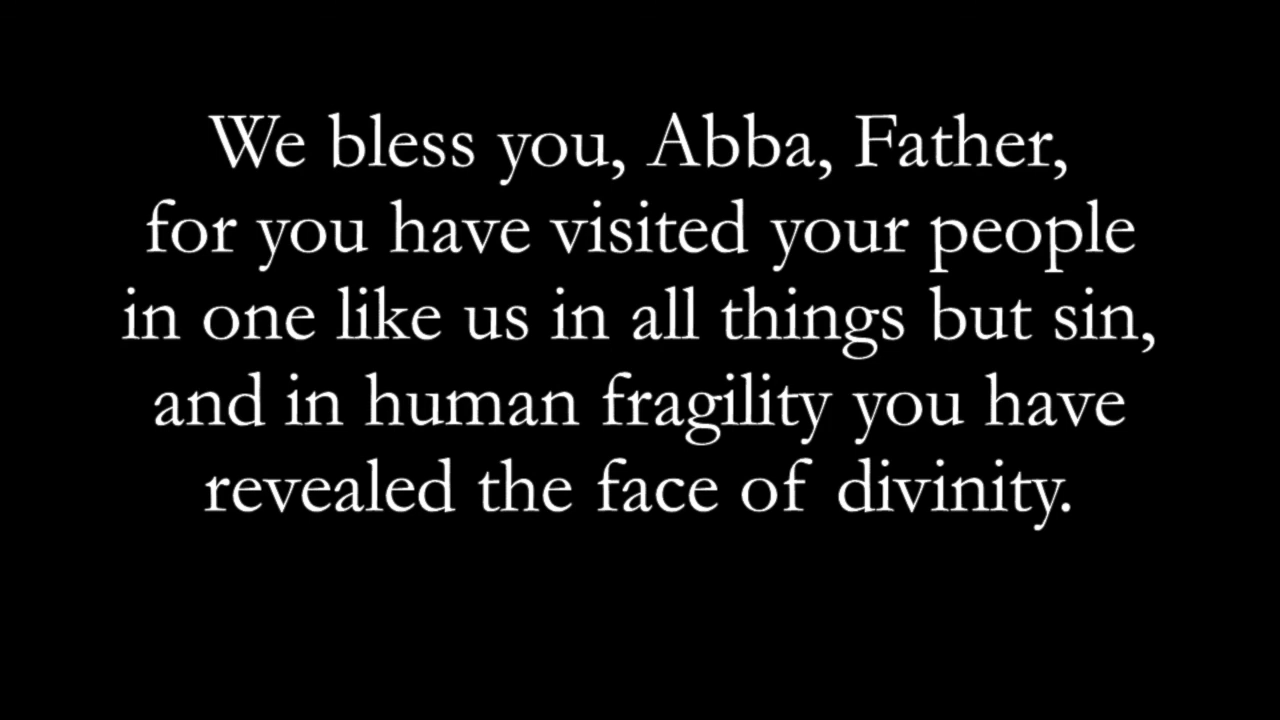 We bless you, Abba, Father,
for you have visited your people
in one like us in all things but sin,
and in human fragility you have
revealed the face of divinity.